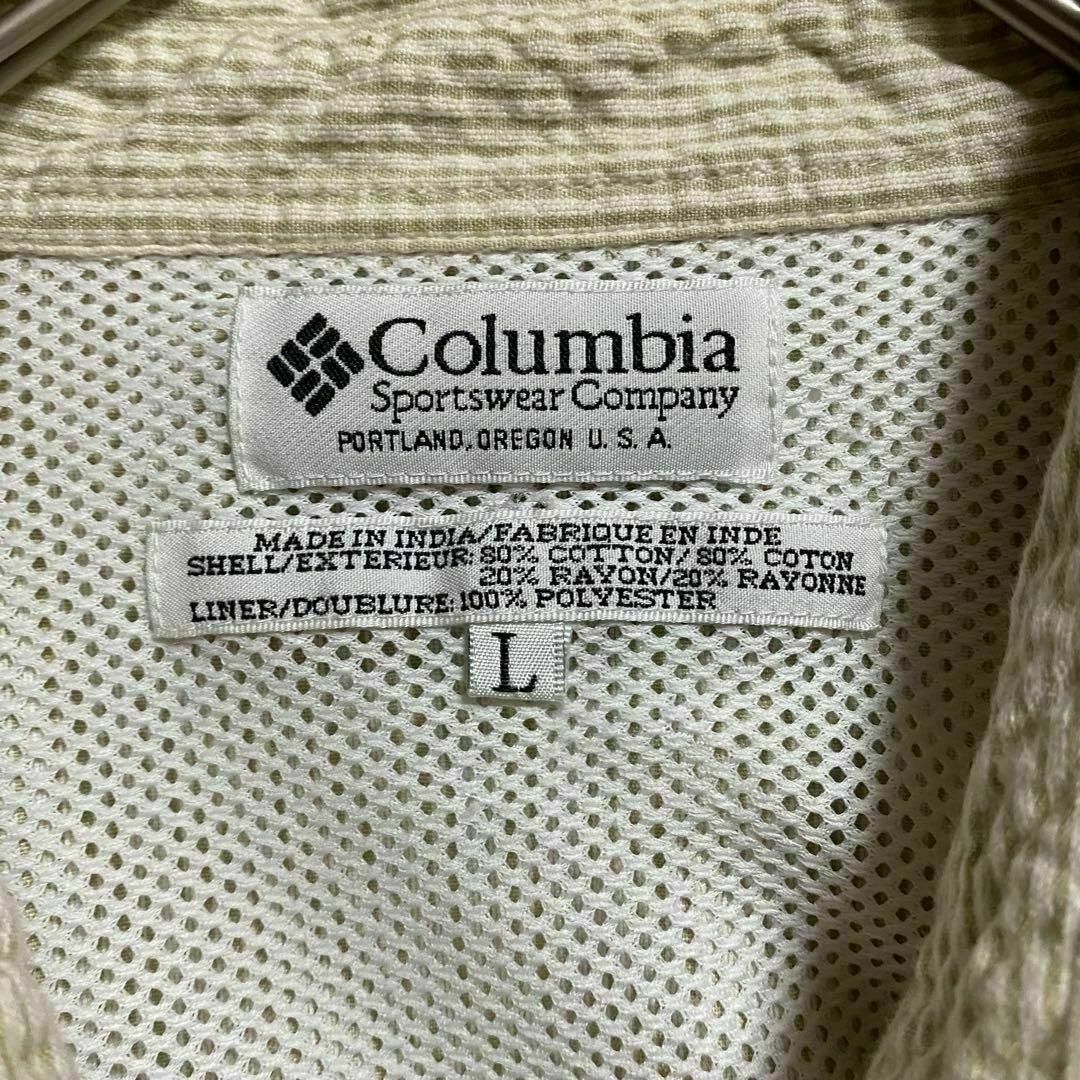 Columbia
Sportswear Company
PORTLAND, OREGON U. S. A.
MADE IN INDIA/FABRIQUE EN INDE
SHELL/EXTERIEUR: 80% COTTON/80% COTON
20% RAYON/20% RAYONNE
LINER/DOUBLURE: 100% POLYESTER
L